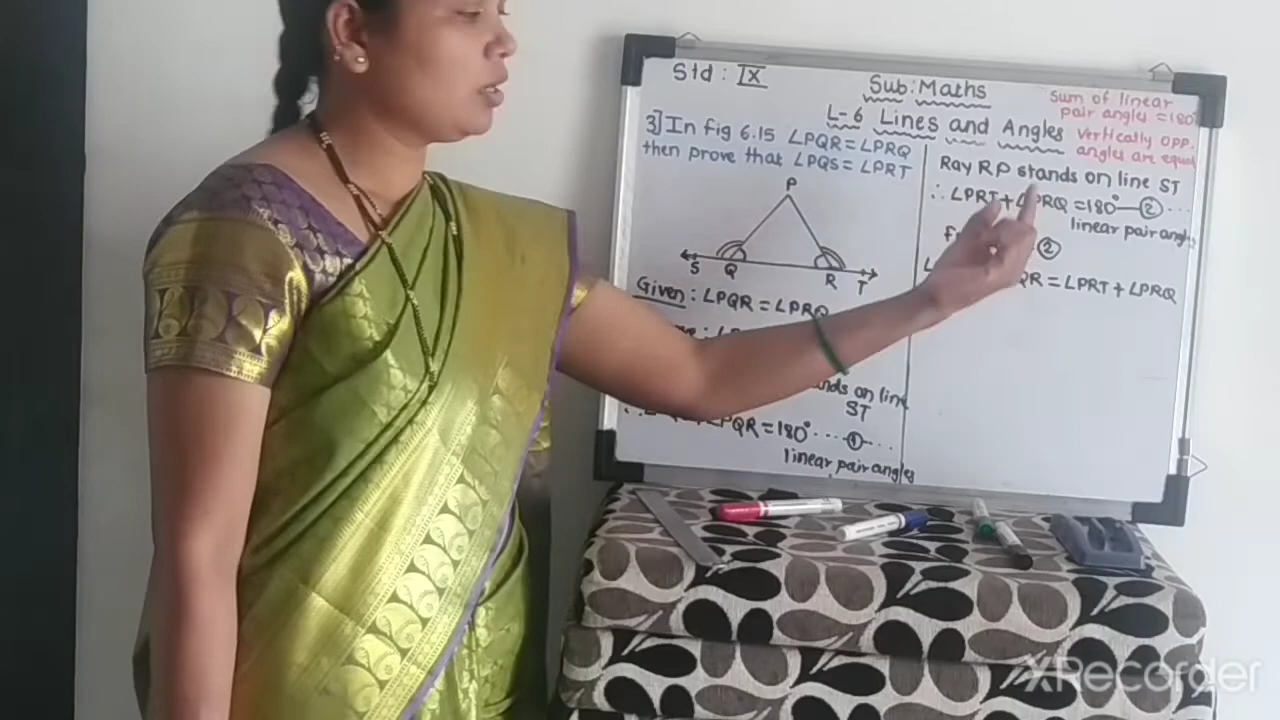 Std : IX
Sub : Maths
L-6 Lines and Angles
sum of linear
pair angles = 180°
vertically opp.
angles are equal
3] In fig 6.15 ∠PQR = ∠PRQ
then prove that ∠PQS = ∠PRT
P
S Q R T
Given : ∠PQR = ∠PRQ
stands on line
ST
∠PQR = 180° .... ① ...
linear pair angles
Ray RP stands on line ST
∴ ∠PRT + ∠PRQ = 180° — ② ...
linear pair angles
②
QR = ∠PRT + ∠PRQ
XRecorder